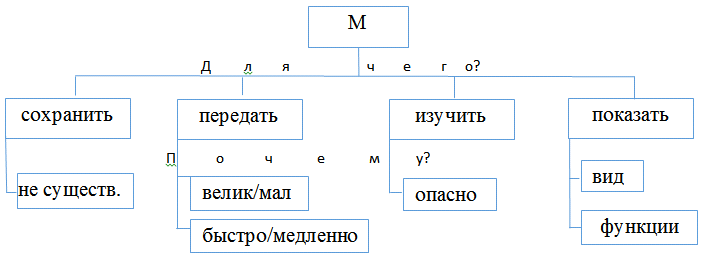 М
Для чего?
сохранить передать изучить показать
Почему?
не существ. велик/мал опасно вид
быстро/медленно функции